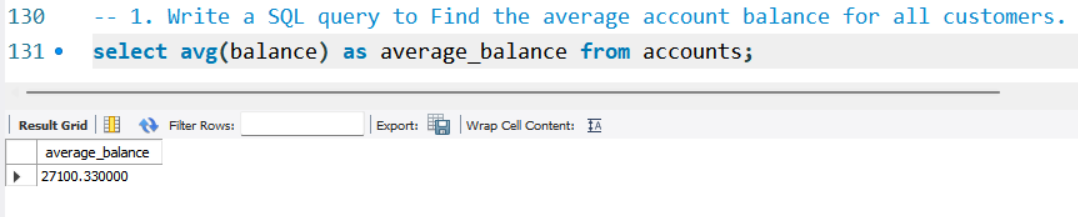 130 -- 1. Write a SQL query to Find the average account balance for all customers.
131 select avg(balance) as average_balance from accounts;
Result Grid Filter Rows: Export: Wrap Cell Content: IA
average_balance
27100.330000